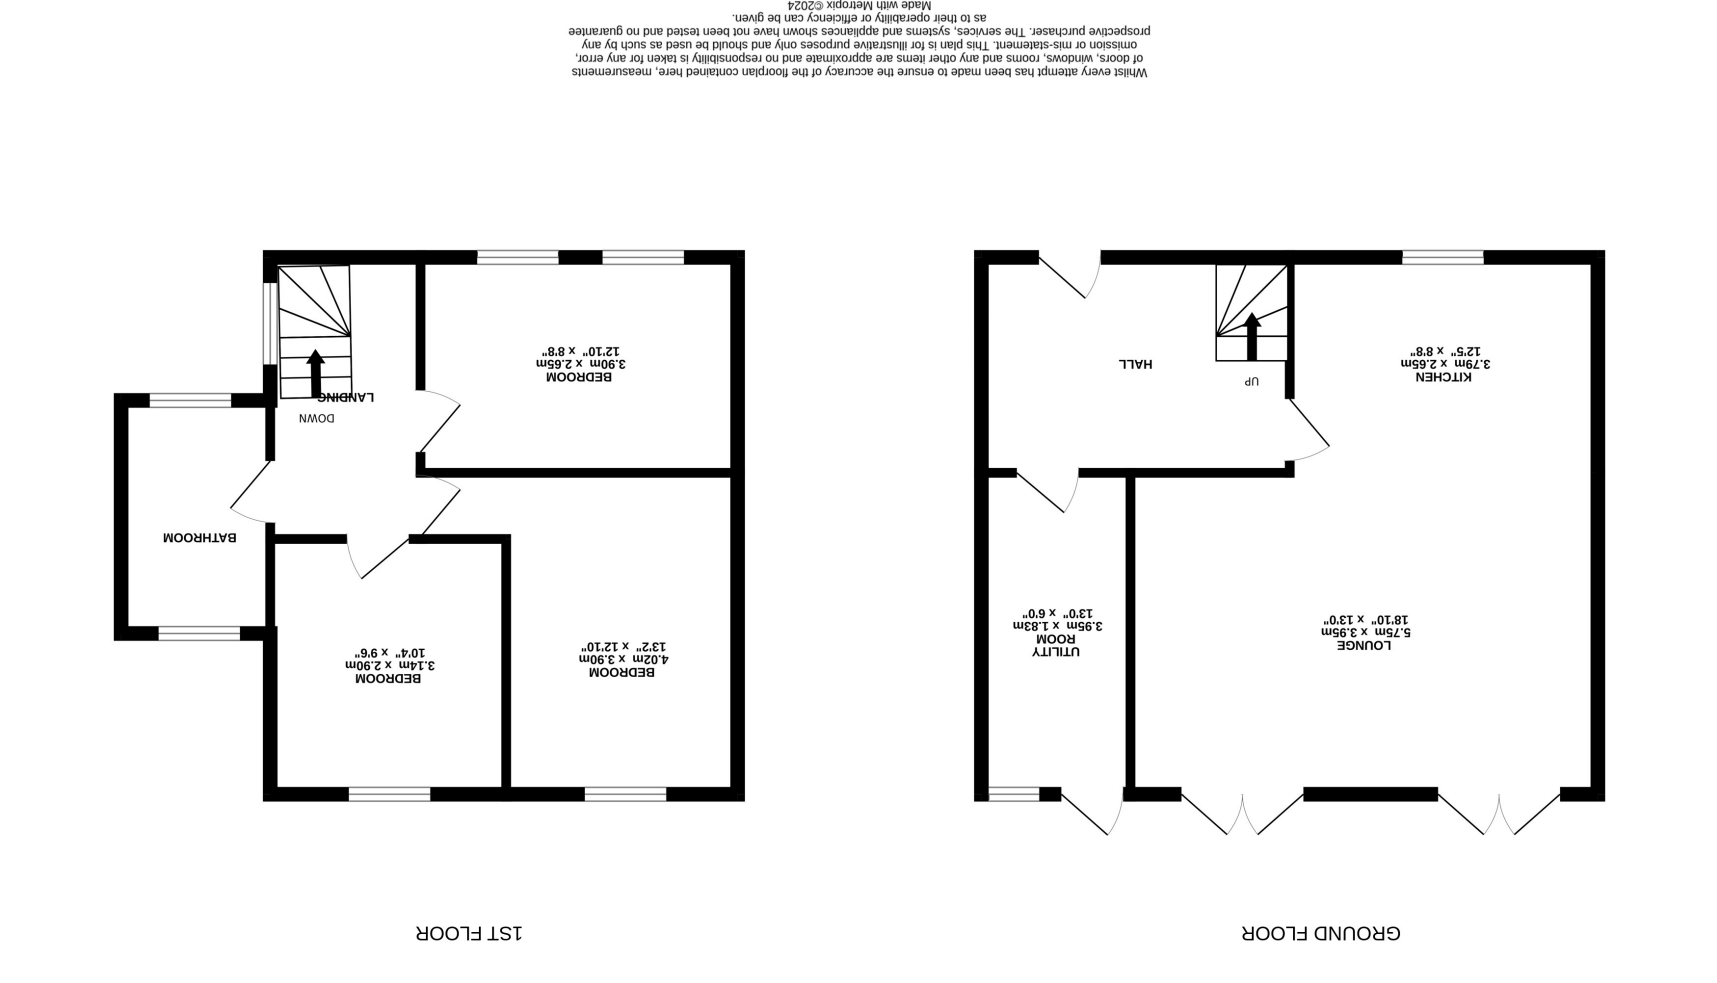 GROUND FLOOR
1ST FLOOR
LOUNGE
5.75m x 3.95m
18'10" x 13'0"
UTILITY
ROOM
3.95m x 1.83m
13'0" x 6'0"
KITCHEN
3.79m x 2.65m
12'5" x 8'8"
UP
HALL
BEDROOM
4.02m x 3.90m
13'2" x 12'10"
BEDROOM
3.14m x 2.90m
10'4" x 9'6"
BATHROOM
DOWN
LANDING
BEDROOM
3.90m x 2.65m
12'10" x 8'8"
Whilst every attempt has been made to ensure the accuracy of the floorplan contained here, measurements
of doors, windows, rooms and any other items are approximate and no responsibility is taken for any error,
omission or mis-statement. This plan is for illustrative purposes only and should be used as such by any
prospective purchaser. The services, systems and appliances shown have not been tested and no guarantee
as to their operability or efficiency can be given.
Made with Metropix ©2024